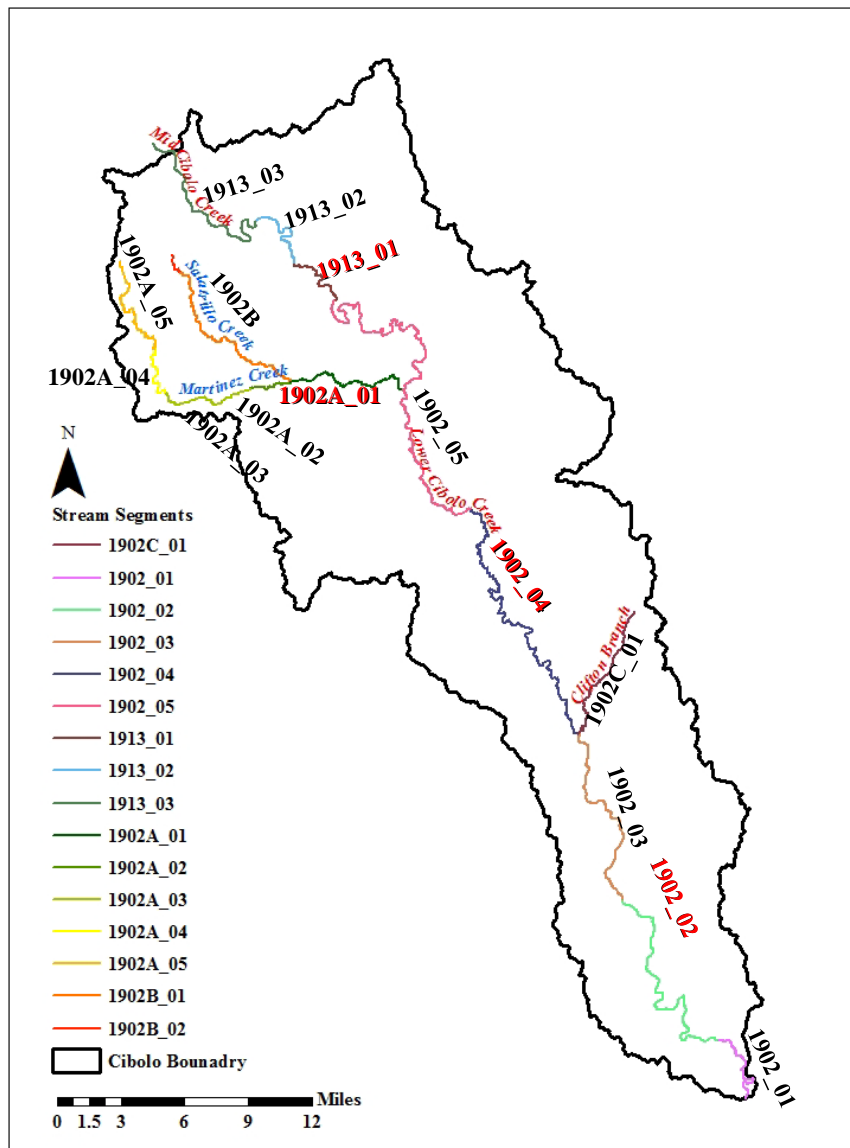 Mid Cibolo Creek
1913_03
1913_02
1913_01
1902A_05
Salatrillo Creek
1902B
1902A_04
Martinez Creek
1902A_01
1902A_02
1902A_03
1902_05
Lower Cibolo Creek
1902_04
Clifton Branch
1902C_01
1902_03
1902_02
1902_01
N
Stream Segments
1902C_01
1902_01
1902_02
1902_03
1902_04
1902_05
1913_01
1913_02
1913_03
1902A_01
1902A_02
1902A_03
1902A_04
1902A_05
1902B_01
1902B_02
Cibolo Bounadry
Miles
0 1.5 3 6 9 12